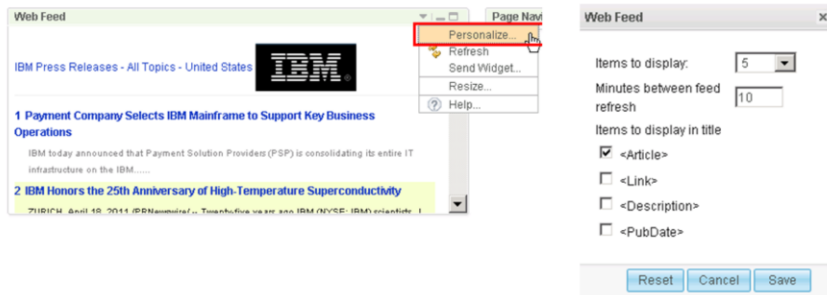 Web Feed
Page Navi
Personalize...
Refresh
Send Widget...
Resize...
? Help...
IBM Press Releases - All Topics - United States
IBM
1 Payment Company Selects IBM Mainframe to Support Key Business
Operations
IBM today announced that Payment Solution Providers (PSP) is consolidating its entire IT
infrastructure on the IBM......
2 IBM Honors the 25th Anniversary of High-Temperature Superconductivity
ZURICH, April 18, 2011 /PRNewswire/ -- Twenty-five years ago IBM (NYSE: IBM) scientists
Web Feed
x
Items to display: 5
Minutes between feed
refresh 10
Items to display in title
<Article>
<Link>
<Description>
<PubDate>
Reset Cancel Save